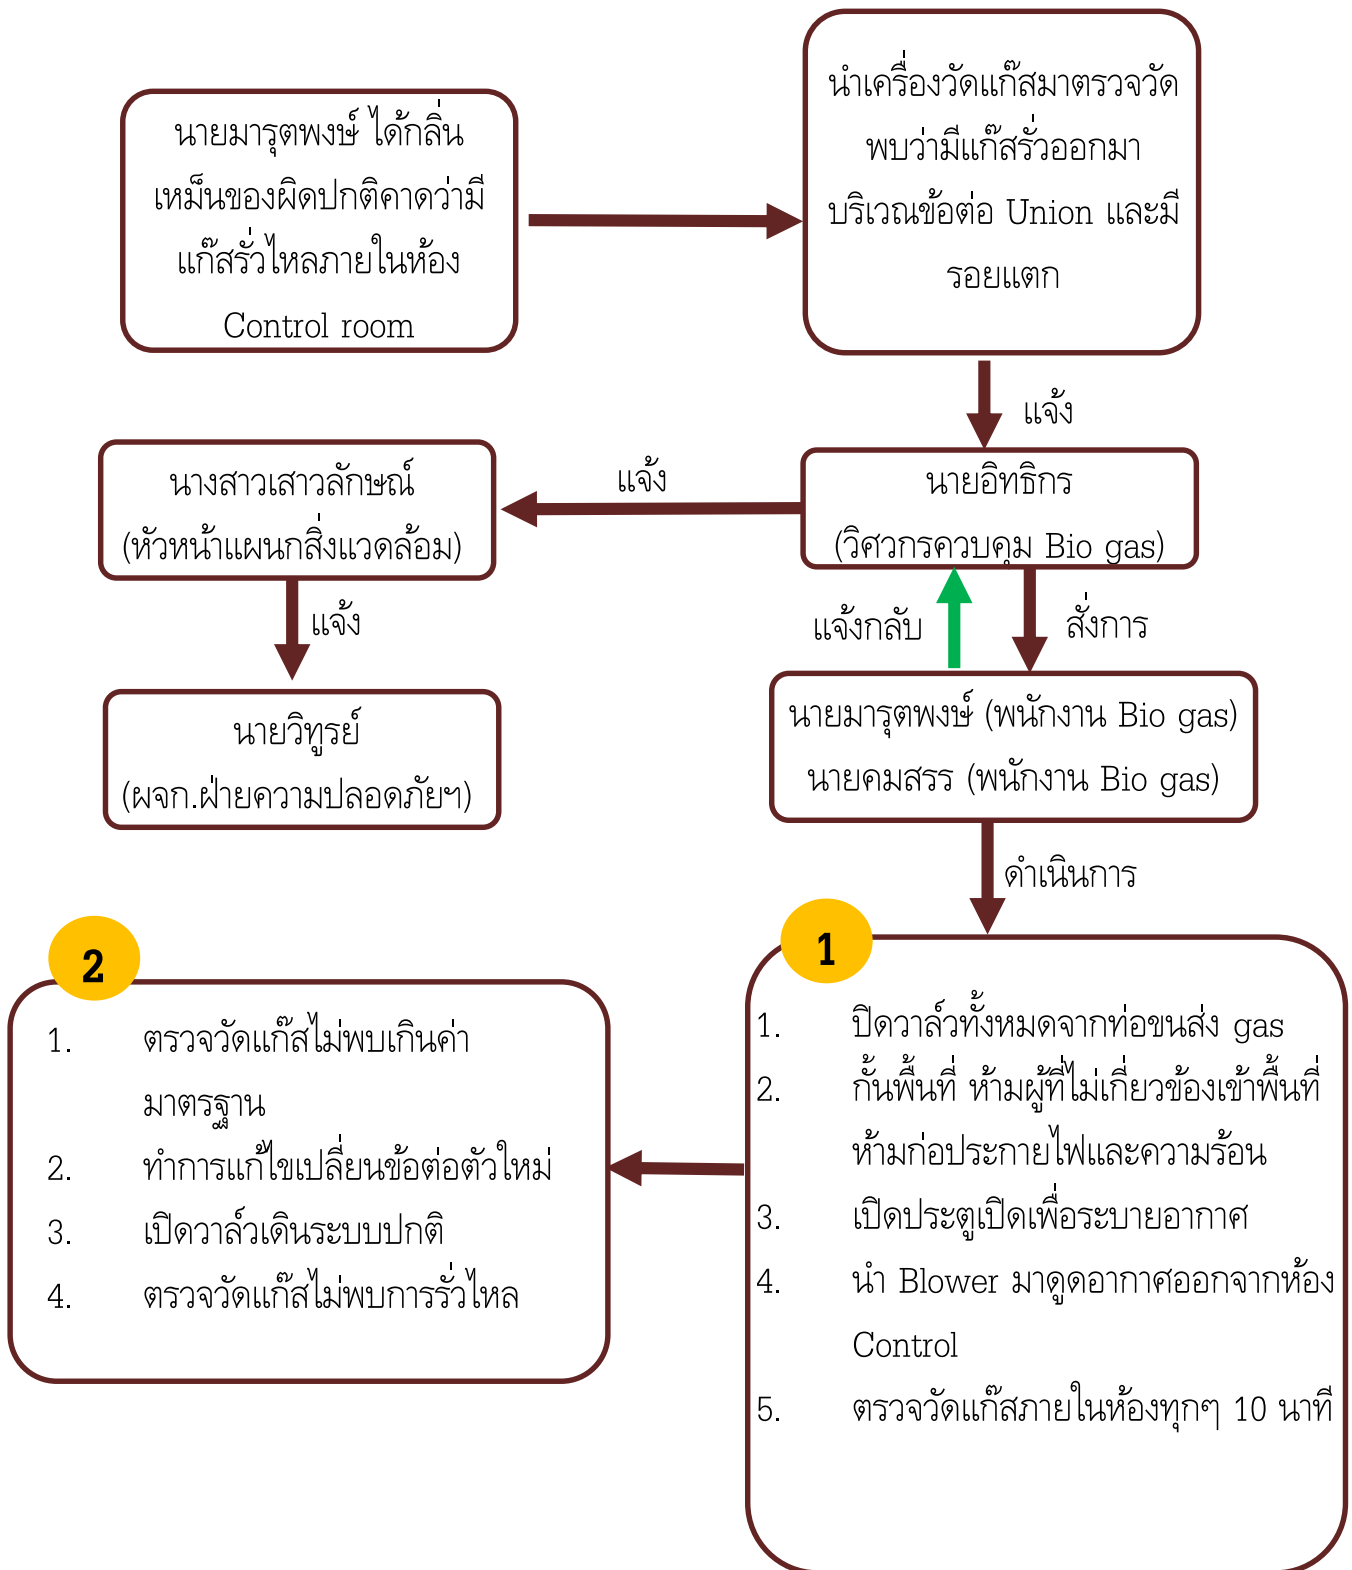 นายมารุตพงษ์ ได้กลิ่น
เหม็นของผิดปกติคาดว่ามี
แก๊สรั่วไหลภายในห้อง
Control room
นำเครื่องวัดแก๊สมาตรวจวัด
พบว่ามีแก๊สรั่วออกมา
บริเวณข้อต่อ Union และมี
รอยแตก
แจ้ง
นายอิทธิกร
(วิศวกรควบคุม Bio gas)
แจ้ง
นางสาวเสาวลักษณ์
(หัวหน้าแผนกสิ่งแวดล้อม)
แจ้ง
นายวิทูรย์
(ผจก.ฝ่ายความปลอดภัยฯ)
แจ้งกลับ
สั่งการ
นายมารุตพงษ์ (พนักงาน Bio gas)
นายคมสรร (พนักงาน Bio gas)
ดำเนินการ
1
1. ปิดวาล์วทั้งหมดจากท่อขนส่ง gas
2. กั้นพื้นที่ ห้ามผู้ที่ไม่เกี่ยวข้องเข้าพื้นที่
ห้ามก่อประกายไฟและความร้อน
3. เปิดประตูเปิดเพื่อระบายอากาศ
4. นำ Blower มาดูดอากาศออกจากห้อง
Control
5. ตรวจวัดแก๊สภายในห้องทุกๆ 10 นาที
2
1. ตรวจวัดแก๊สไม่พบเกินค่า
มาตรฐาน
2. ทำการแก้ไขเปลี่ยนข้อต่อตัวใหม่
3. เปิดวาล์วเดินระบบปกติ
4. ตรวจวัดแก๊สไม่พบการรั่วไหล